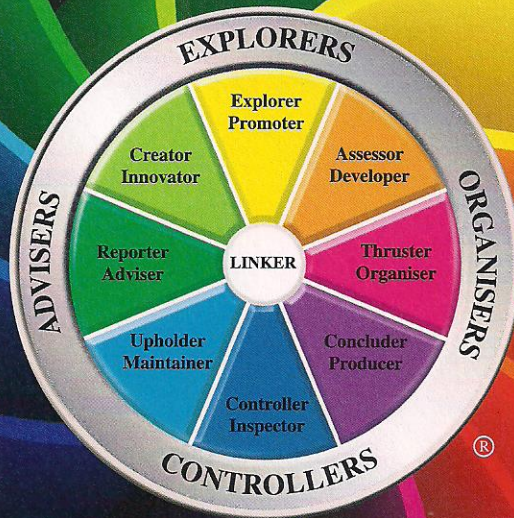 EXPLORERS
Explorer
Promoter
Creator
Innovator
Assessor
Developer
ADVISERS
ORGANISERS
Reporter
Adviser
LINKER
Thruster
Organiser
Upholder
Maintainer
Concluder
Producer
Controller
Inspector
CONTROLLERS
®